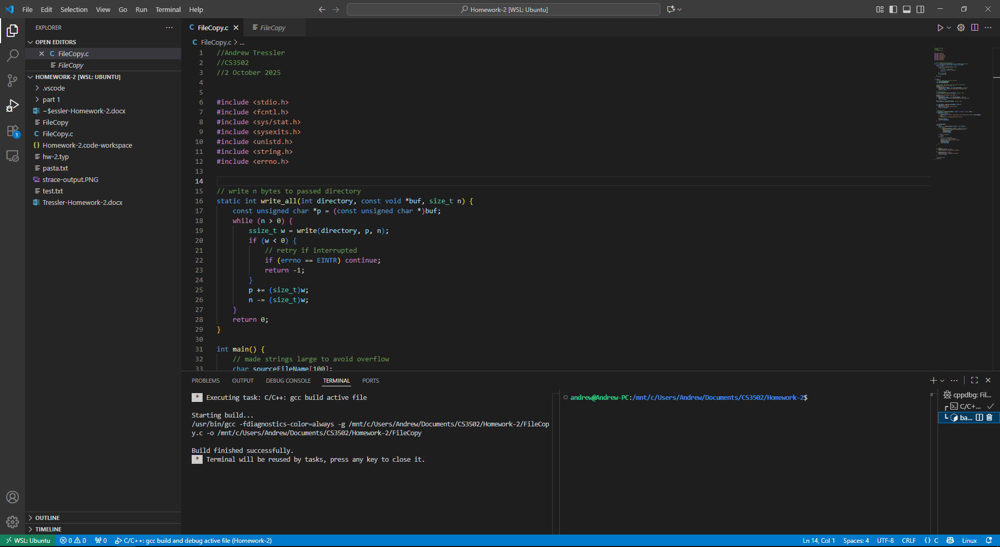 File Edit Selection View Go Run Terminal Help
Homework-2 [WSL: Ubuntu]
EXPLORER
OPEN EDITORS
FileCopy.c
FileCopy
HOMEWORK-2 [WSL: UBUNTU]
.vscode
part 1
~$essler-Homework-2.docx
FileCopy
FileCopy.c
Homework-2.code-workspace
hw-2.typ
pasta.txt
strace-output.PNG
test.txt
Tressler-Homework-2.docx
OUTLINE
TIMELINE
1
C FileCopy.c FileCopy
C FileCopy.c > ...
1 //Andrew Tressler
2 //CS3502
3 //2 October 2025
4
5
6 #include <stdio.h>
7 #include <fcntl.h>
8 #include <sys/stat.h>
9 #include <sysexits.h>
10 #include <unistd.h>
11 #include <string.h>
12 #include <errno.h>
13
14
15 // write n bytes to passed directory
16 static int write_all(int directory, const void *buf, size_t n) {
17 const unsigned char *p = (const unsigned char *)buf;
18 while (n > 0) {
19 ssize_t w = write(directory, p, n);
20 if (w < 0) {
21 // retry if interrupted
22 if (errno == EINTR) continue;
23 return -1;
24 }
25 p += (size_t)w;
26 n -= (size_t)w;
27 }
28 return 0;
29 }
30
31 int main() {
32 // made strings large to avoid overflow
33 char sourceFileName[100];
PROBLEMS OUTPUT DEBUG CONSOLE TERMINAL PORTS
* Executing task: C/C++: gcc build active file
Starting build...
/usr/bin/gcc -fdiagnostics-color=always -g /mnt/c/Users/Andrew/Documents/CS3502/Homework-2/FileCop
y.c -o /mnt/c/Users/Andrew/Documents/CS3502/Homework-2/FileCopy
Build finished successfully.
* Terminal will be reused by tasks, press any key to close it.
andrew@Andrew-PC:/mnt/c/Users/Andrew/Documents/CS3502/Homework-2$
cppdbg: Fil...
C/C+...
ba...
WSL: Ubuntu 0 0 0 C/C++: gcc build and debug active file (Homework-2) Ln 14, Col 1 Spaces: 4 UTF-8 CRLF {} C Linux